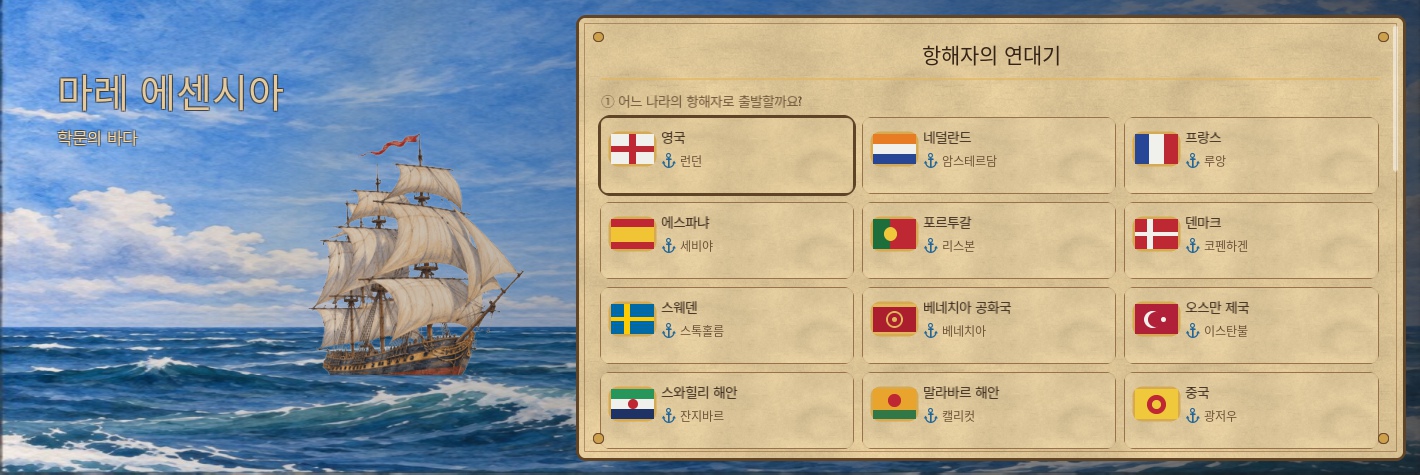 마레 에센시아
학문의 바다
항해자의 연대기
① 어느 나라의 항해자로 출발할까요?
영국
런던
네덜란드
암스테르담
프랑스
루앙
에스파냐
세비야
포르투갈
리스본
덴마크
코펜하겐
스웨덴
스톡홀름
베네치아 공화국
베네치아
오스만 제국
이스탄불
스와힐리 해안
잔지바르
말라바르 해안
캘리컷
중국
광저우